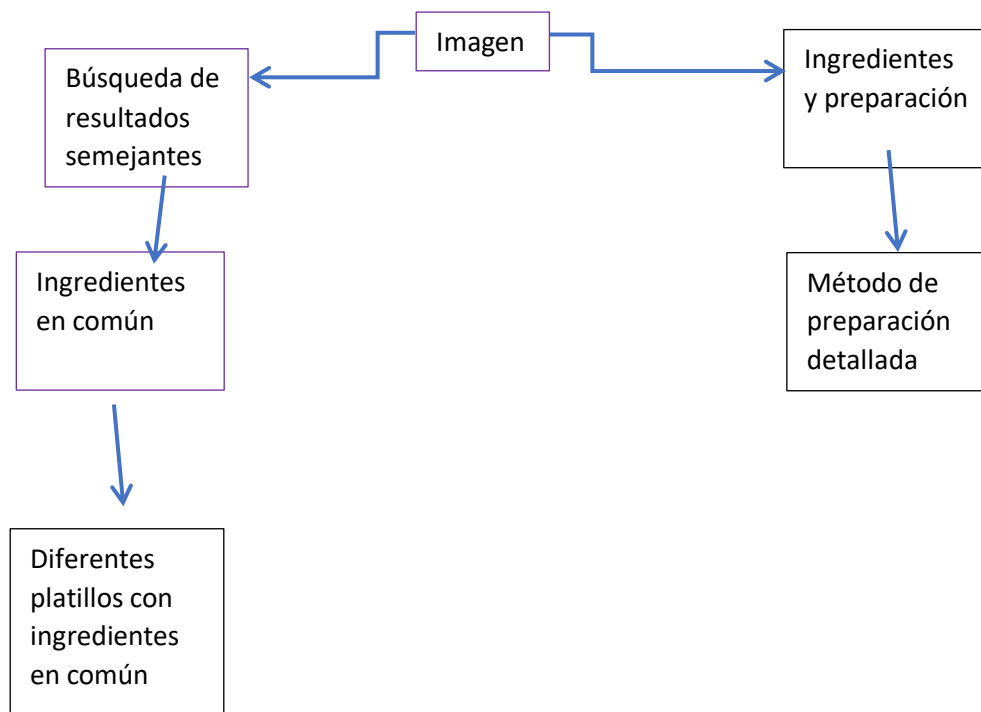 Imagen
Búsqueda de
resultados
semejantes
Ingredientes
en común
Diferentes
platillos con
ingredientes
en común
Ingredientes
y preparación
Método de
preparación
detallada